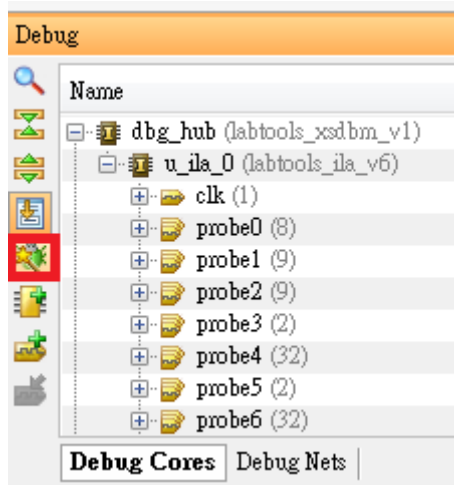 Debug
Name
dbg_hub (labtools_xsdbm_v1)
u_ila_0 (labtools_ila_v6)
clk (1)
probe0 (8)
probe1 (9)
probe2 (9)
probe3 (2)
probe4 (32)
probe5 (2)
probe6 (32)
Debug Cores Debug Nets